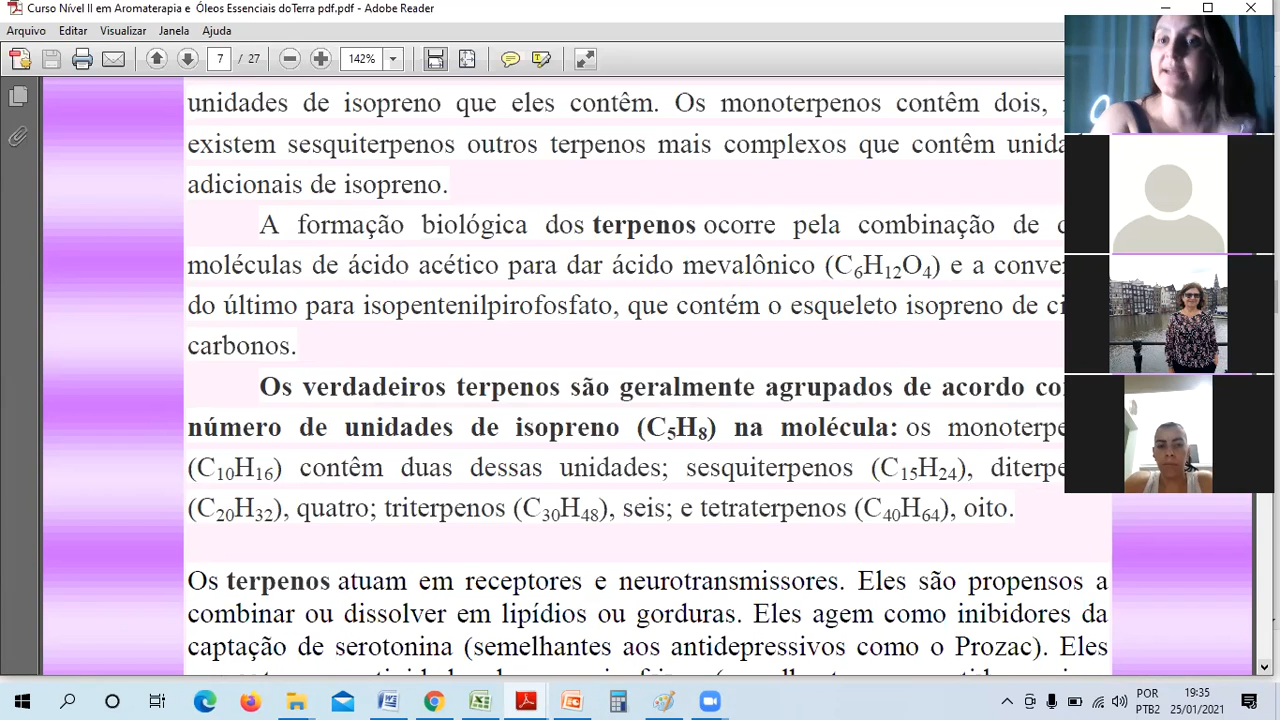 Curso Nível II em Aromaterapia e Óleos Essenciais doTerra pdf.pdf - Adobe Reader
Arquivo Editar Visualizar Janela Ajuda
7 / 27 142%
unidades de isopreno que eles contêm. Os monoterpenos contêm dois,
existem sesquiterpenos outros terpenos mais complexos que contêm
adicionais de isopreno.
A formação biológica dos terpenos ocorre pela combinação de
moléculas de ácido acético para dar ácido mevalônico (C6H12O4) e a
do último para isopentenilpirofosfato, que contém o esqueleto isopreno de
carbonos.
Os verdadeiros terpenos são geralmente agrupados de acordo
número de unidades de isopreno (C5H8) na molécula: os
(C10H16) contêm duas dessas unidades; sesquiterpenos (C15H24),
(C20H32), quatro; triterpenos (C30H48), seis; e tetraterpenos (C40H64), oito.
Os terpenos atuam em receptores e neurotransmissores. Eles são propensos a
combinar ou dissolver em lipídios ou gorduras. Eles agem como inibidores da
captação de serotonina (semelhantes aos antidepressivos como o Prozac). Eles
POR
PTB2
19:35
25/01/2021